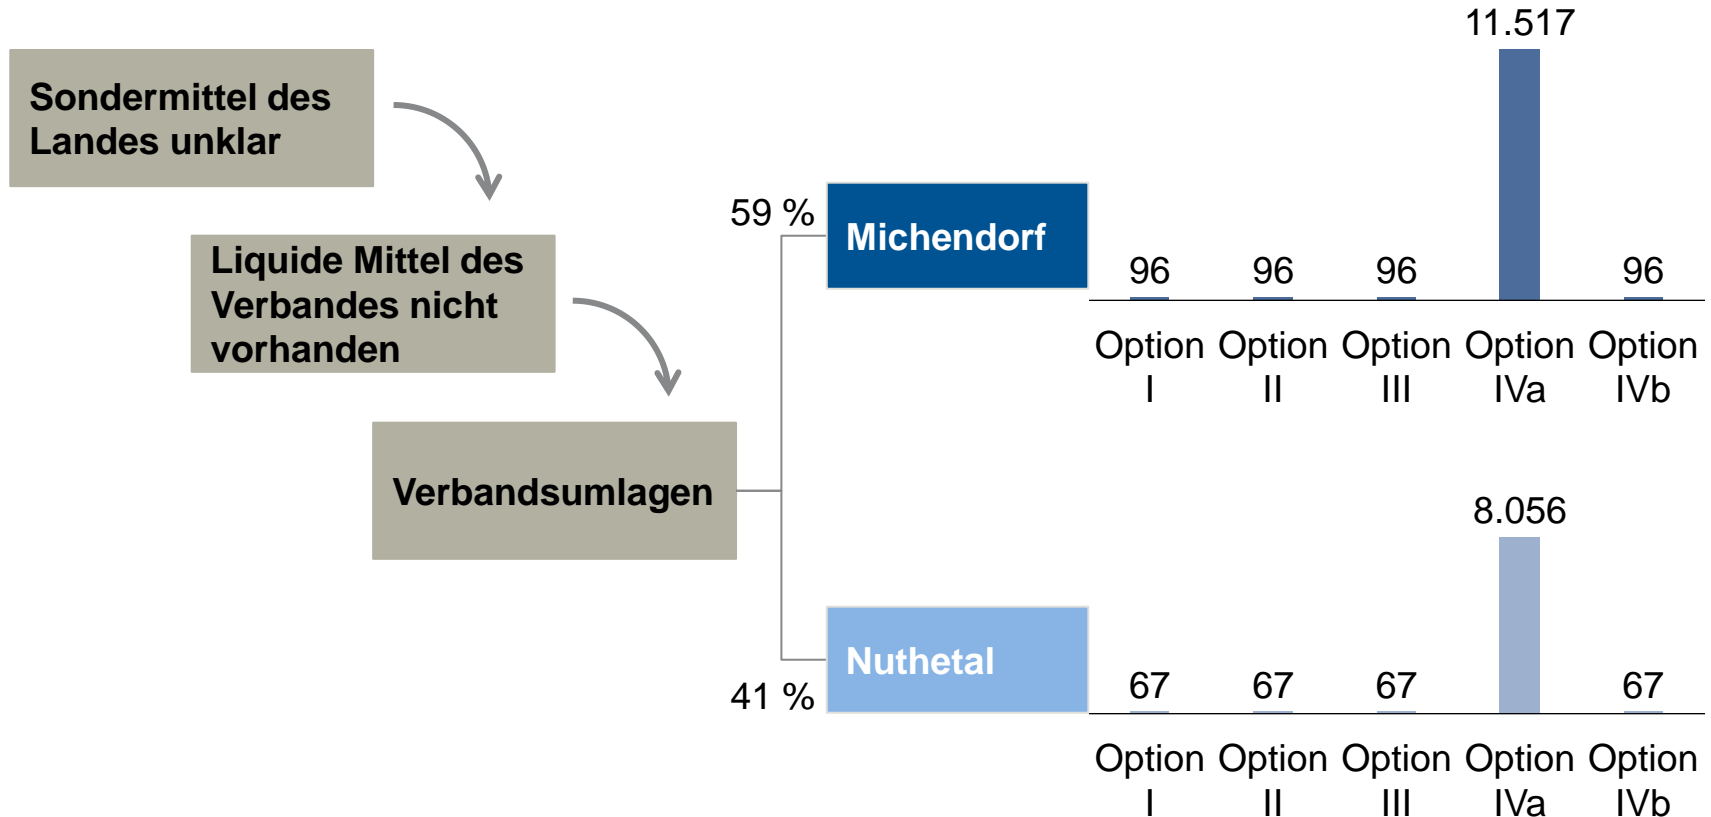 Sondermittel des
Landes unklar
Liquide Mittel des
Verbandes nicht
vorhanden
Verbandsumlagen
59 %
Michendorf
11.517
96 96 96 96
Option Option Option Option Option
I II III IVa IVb
41 %
Nuthetal
8.056
67 67 67 67
Option Option Option Option Option
I II III IVa IVb